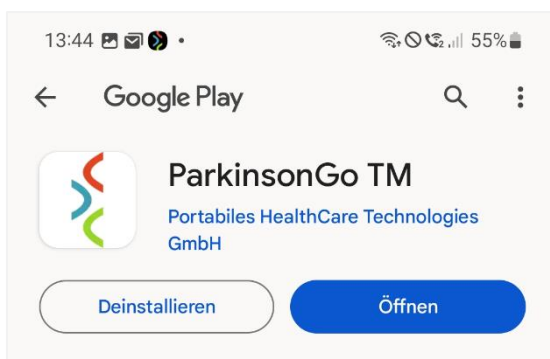 13:44 55%
Google Play
ParkinsonGo TM
Portabiles HealthCare Technologies
GmbH
Deinstallieren Öffnen